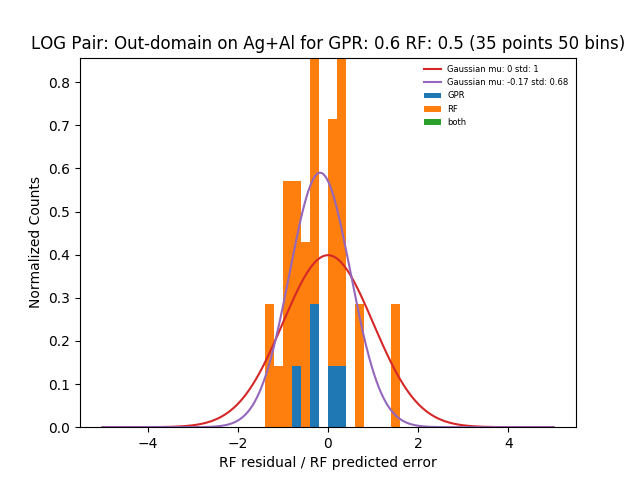 LOG Pair: Out-domain on Ag+Al for GPR: 0.6 RF: 0.5 (35 points 50 bins)
Gaussian mu: 0 std: 1
Gaussian mu: -0.17 std: 0.68
GPR
RF
both
Normalized Counts
0.8
0.7
0.6
0.5
0.4
0.3
0.2
0.1
0.0
−4 −2 0 2 4
RF residual / RF predicted error